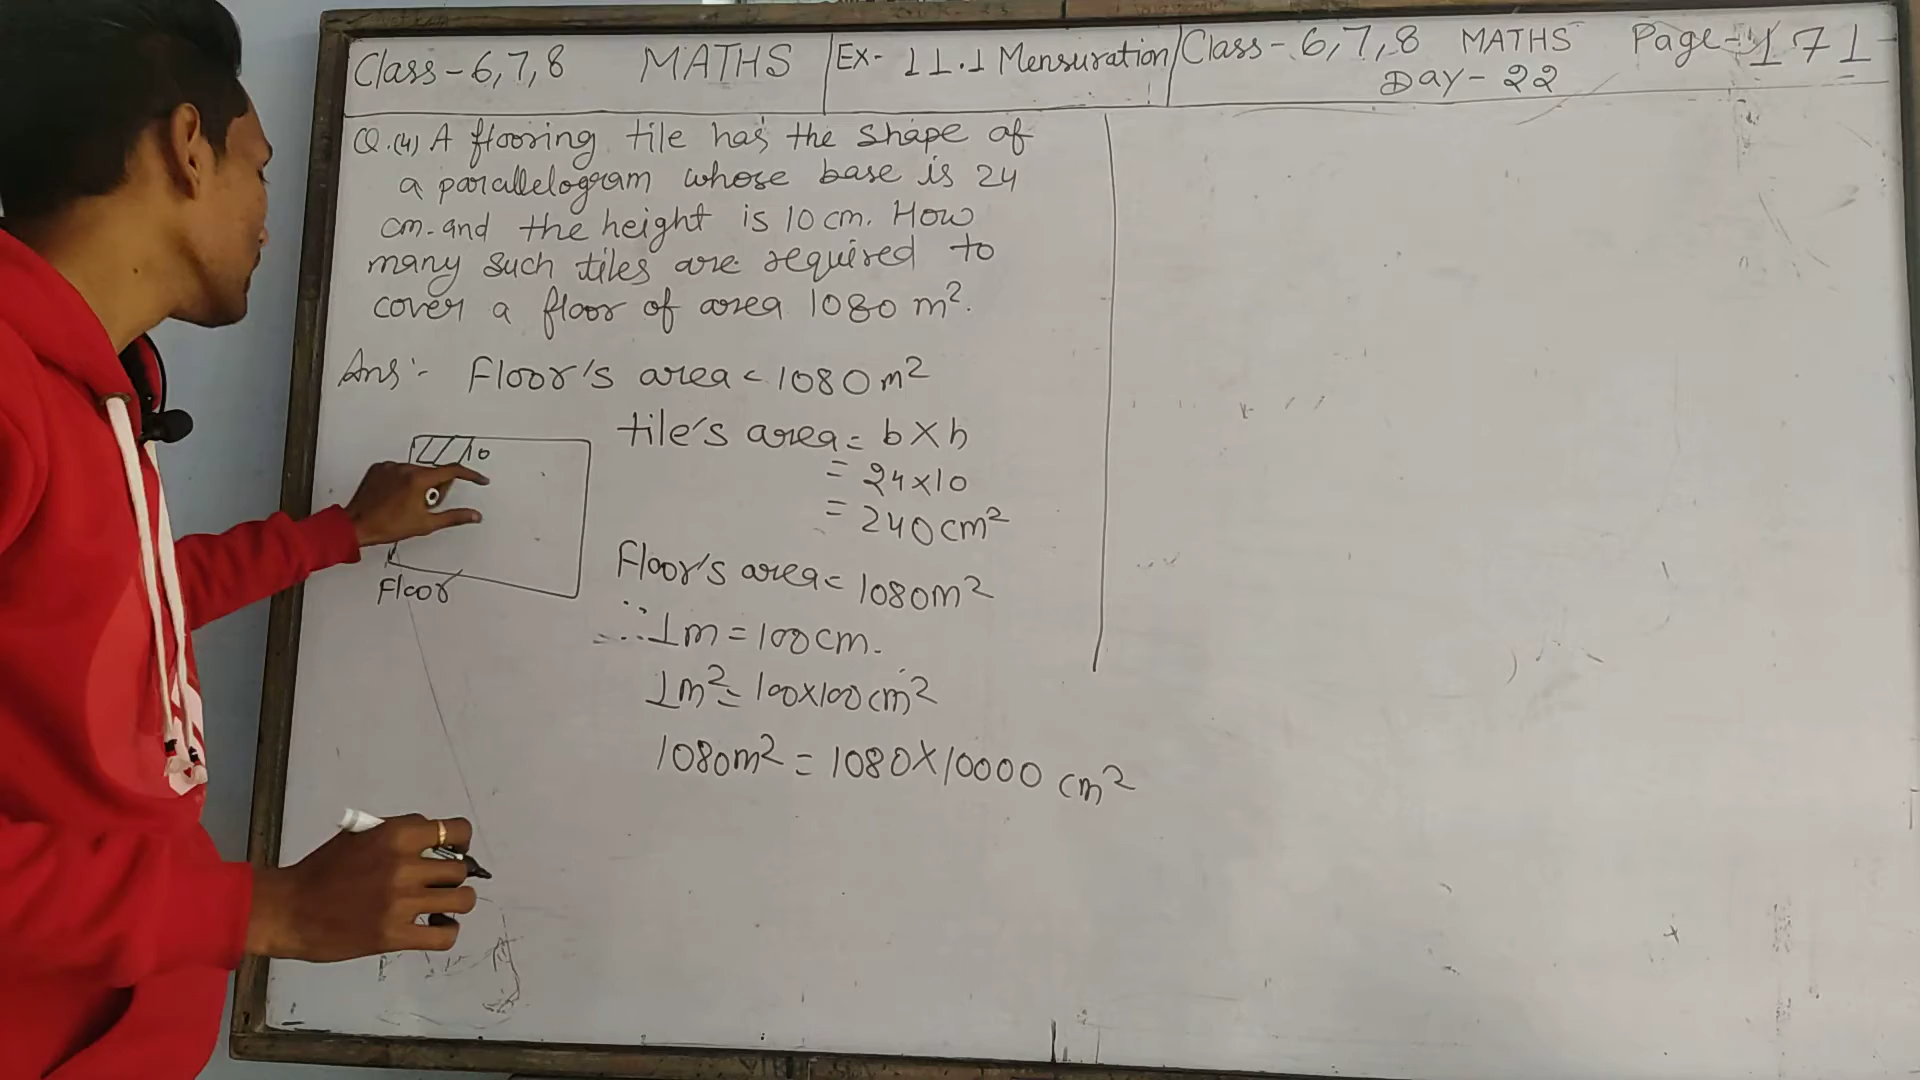 Class-6,7,8 MATHS Ex-11.1 Mensuration Class-6,7,8 MATHS Page-171
Day-22
Q.(4) A flooring tile has the shape of
a parallelogram whose base is 24
cm. and the height is 10 cm. How
many such tiles are required to
cover a floor of area 1080 m².
Ans:- Floor's area = 1080 m²
tile's area = b×h
= 24×10
= 240 cm²
10
Floor
Floor's area = 1080 m²
∵ 1m = 100 cm.
1m² = 100×100 cm²
1080m² = 1080×10000 cm²